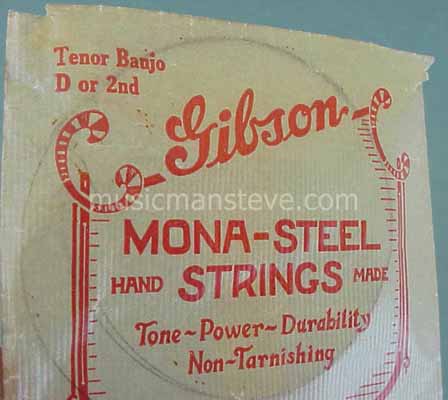 Tenor Banjo
D or 2nd
Gibson
musicmansteve.com
MONA-STEEL
HAND STRINGS MADE
Tone~Power~Durability
Non-Tarnishing